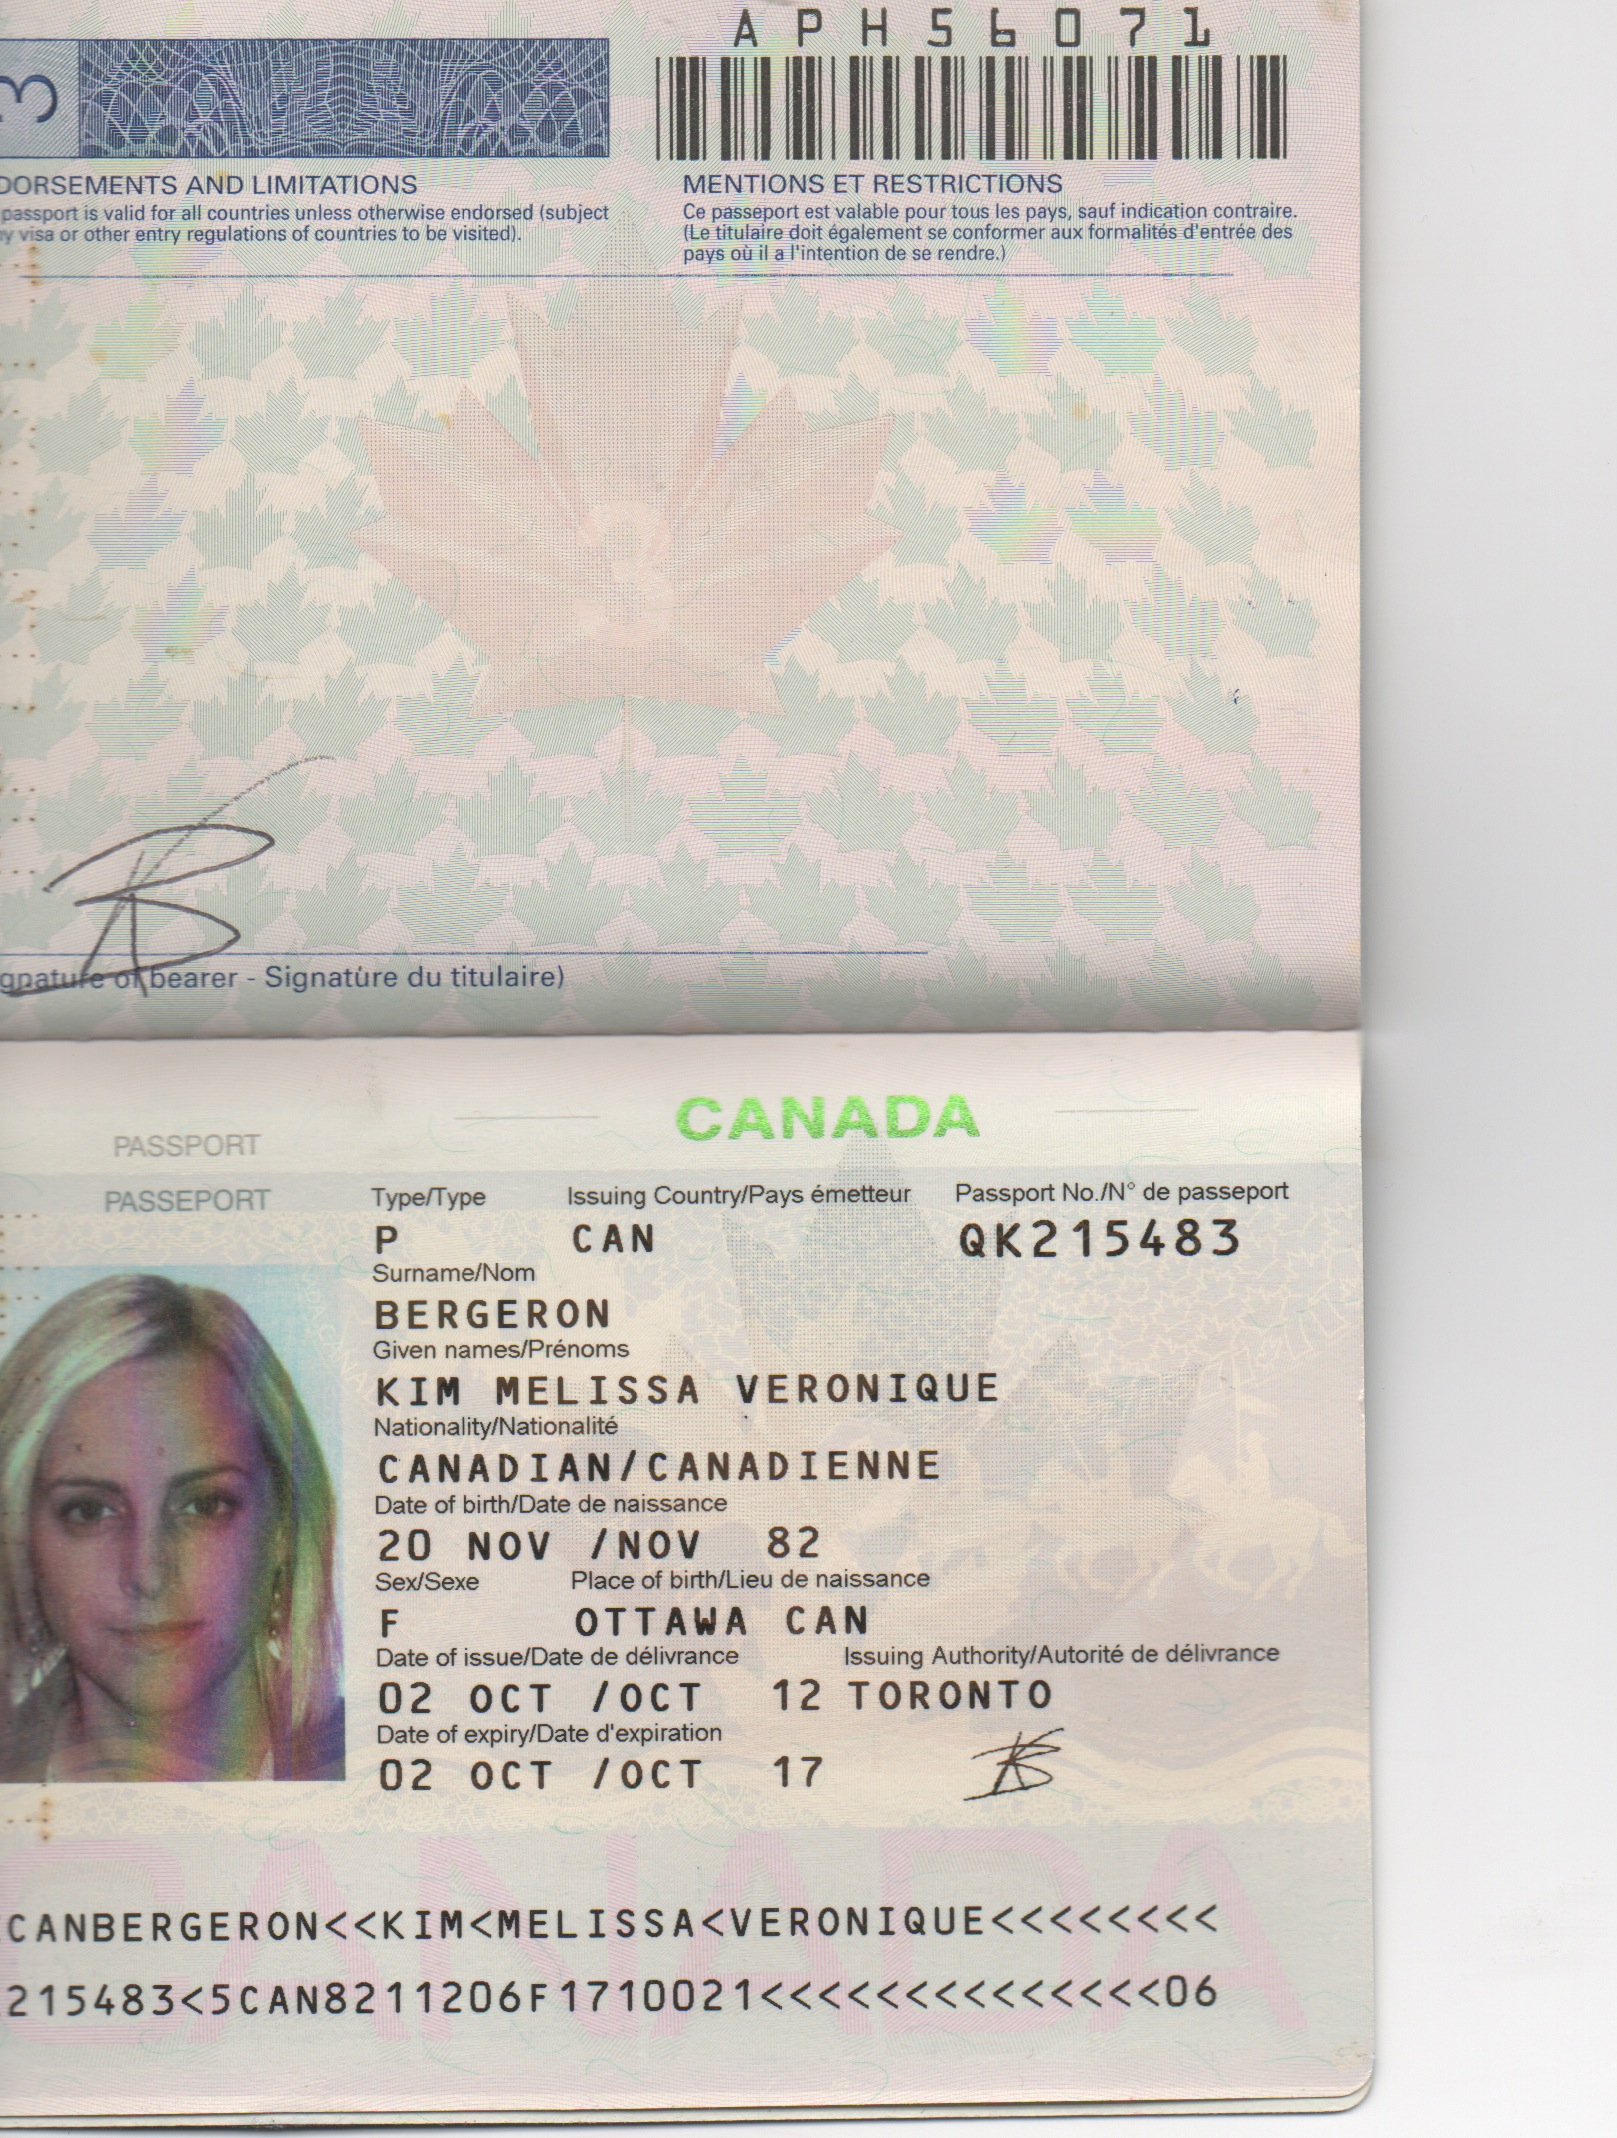 APH56071
3
DORSEMENTS AND LIMITATIONS
passport is valid for all countries unless otherwise endorsed (subject
y visa or other entry regulations of countries to be visited).
MENTIONS ET RESTRICTIONS
Ce passeport est valable pour tous les pays, sauf indication contraire.
(Le titulaire doit également se conformer aux formalités d'entrée des
pays où il a l'intention de se rendre.)
gnature of bearer - Signature du titulaire)
CANADA
PASSPORT
PASSEPORT
Type/Type Issuing Country/Pays émetteur Passport No./N° de passeport
P CAN QK215483
Surname/Nom
BERGERON
Given names/Prénoms
KIM MELISSA VERONIQUE
Nationality/Nationalité
CANADIAN/CANADIENNE
Date of birth/Date de naissance
20 NOV /NOV 82
Sex/Sexe Place of birth/Lieu de naissance
F OTTAWA CAN
Date of issue/Date de délivrance Issuing Authority/Autorité de délivrance
02 OCT /OCT 12 TORONTO
Date of expiry/Date d'expiration
02 OCT /OCT 17
CANADA
CANBERGERON<<KIM<MELISSA<VERONIQUE<<<<<<<<
215483<5CAN8211206F1710021<<<<<<<<<<<<<<06